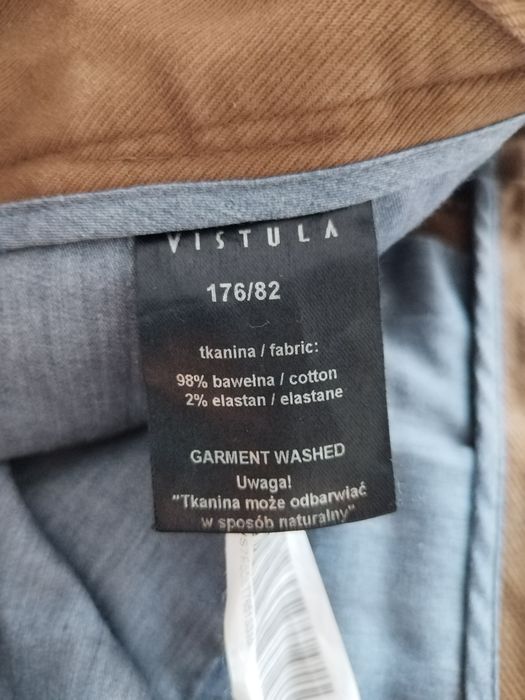 VISTULA
176/82
tkanina / fabric:
98% bawełna / cotton
2% elastan / elastane
GARMENT WASHED
Uwaga!
"Tkanina może odbarwiać
w sposób naturalny"